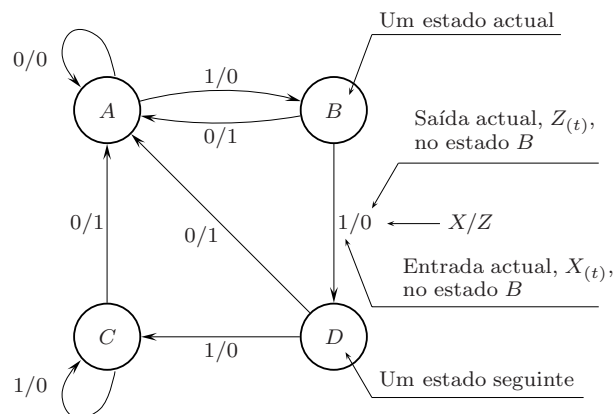 Um estado actual
0/0
1/0
A
B
0/1
Saída actual, Z(t),
no estado B
0/1
0/1
1/0
X/Z
Entrada actual, X(t),
no estado B
C
D
1/0
1/0
Um estado seguinte